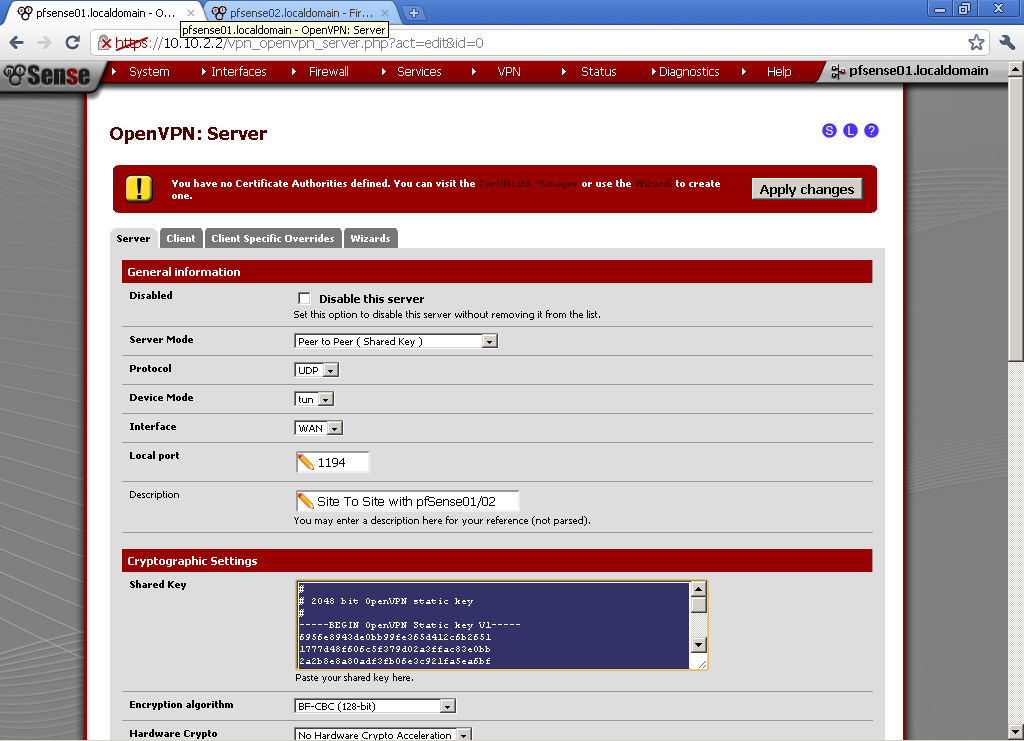 pfsense01.localdomain - O...
pfsense02.localdomain - Fir...
pfsense01.localdomain - OpenVPN: Server
https://10.10.2.2/vpn_openvpn_server.php?act=edit&id=0
Sense
System
Interfaces
Firewall
Services
VPN
Status
Diagnostics
Help
pfsense01.localdomain
OpenVPN: Server
S L ?
You have no Certificate Authorities defined. You can visit the Certificate Manager or use the Wizard. to create
one.
Apply changes
Server
Client
Client Specific Overrides
Wizards
General information
Disabled
Disable this server
Set this option to disable this server without removing it from the list.
Server Mode
Peer to Peer ( Shared Key )
Protocol
UDP
Device Mode
tun
Interface
WAN
Local port
1194
Description
Site To Site with pfSense01/02
You may enter a description here for your reference (not parsed).
Cryptographic Settings
Shared Key
#
# 2048 bit OpenVPN static key
#
-----BEGIN OpenVPN Static key V1-----
6956e8943de0bb99fe365d412c6b2651
1777d48f606c5f379d02a3ffac83e0bb
2a2b8e8a80adf3fb06e3c921fa5ea6bf
Paste your shared key here.
Encryption algorithm
BF-CBC (128-bit)
Hardware Crypto
No Hardware Crypto Acceleration